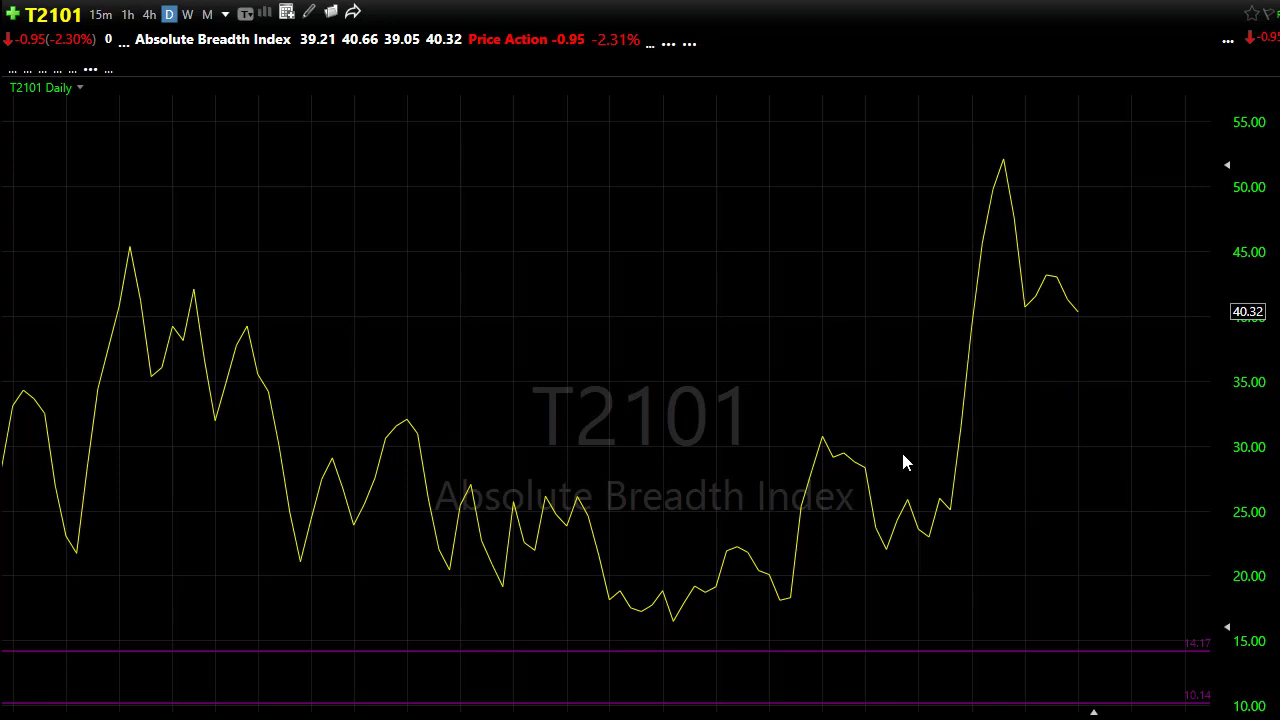 T2101 15m 1h 4h D W M
-0.95(-2.30%) 0 ... Absolute Breadth Index 39.21 40.66 39.05 40.32 Price Action -0.95 -2.31% ... ... ... ... -0.95
... ... ... ... ... ... ...
T2101 Daily
55.00
50.00
45.00
40.32
35.00
T2101
30.00
Absolute Breadth Index
25.00
20.00
14.17
15.00
10.14
10.00